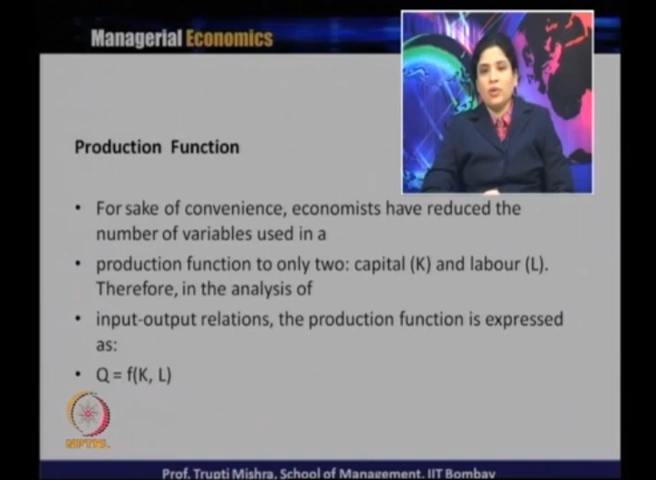 Managerial Economics
Production Function
• For sake of convenience, economists have reduced the
number of variables used in a
• production function to only two: capital (K) and labour (L).
Therefore, in the analysis of
• input-output relations, the production function is expressed
as:
• Q = f(K, L)
NPTEL
Prof. Trupti Mishra, School of Management, IIT Bombay